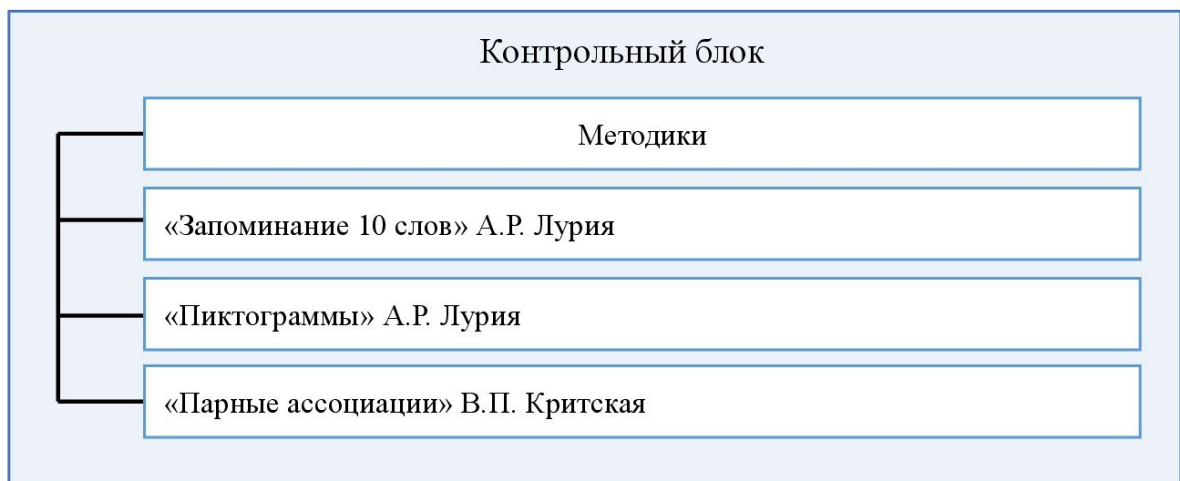 Контрольный блок
Методики
«Запоминание 10 слов» А.Р. Лурия
«Пиктограммы» А.Р. Лурия
«Парные ассоциации» В.П. Критская